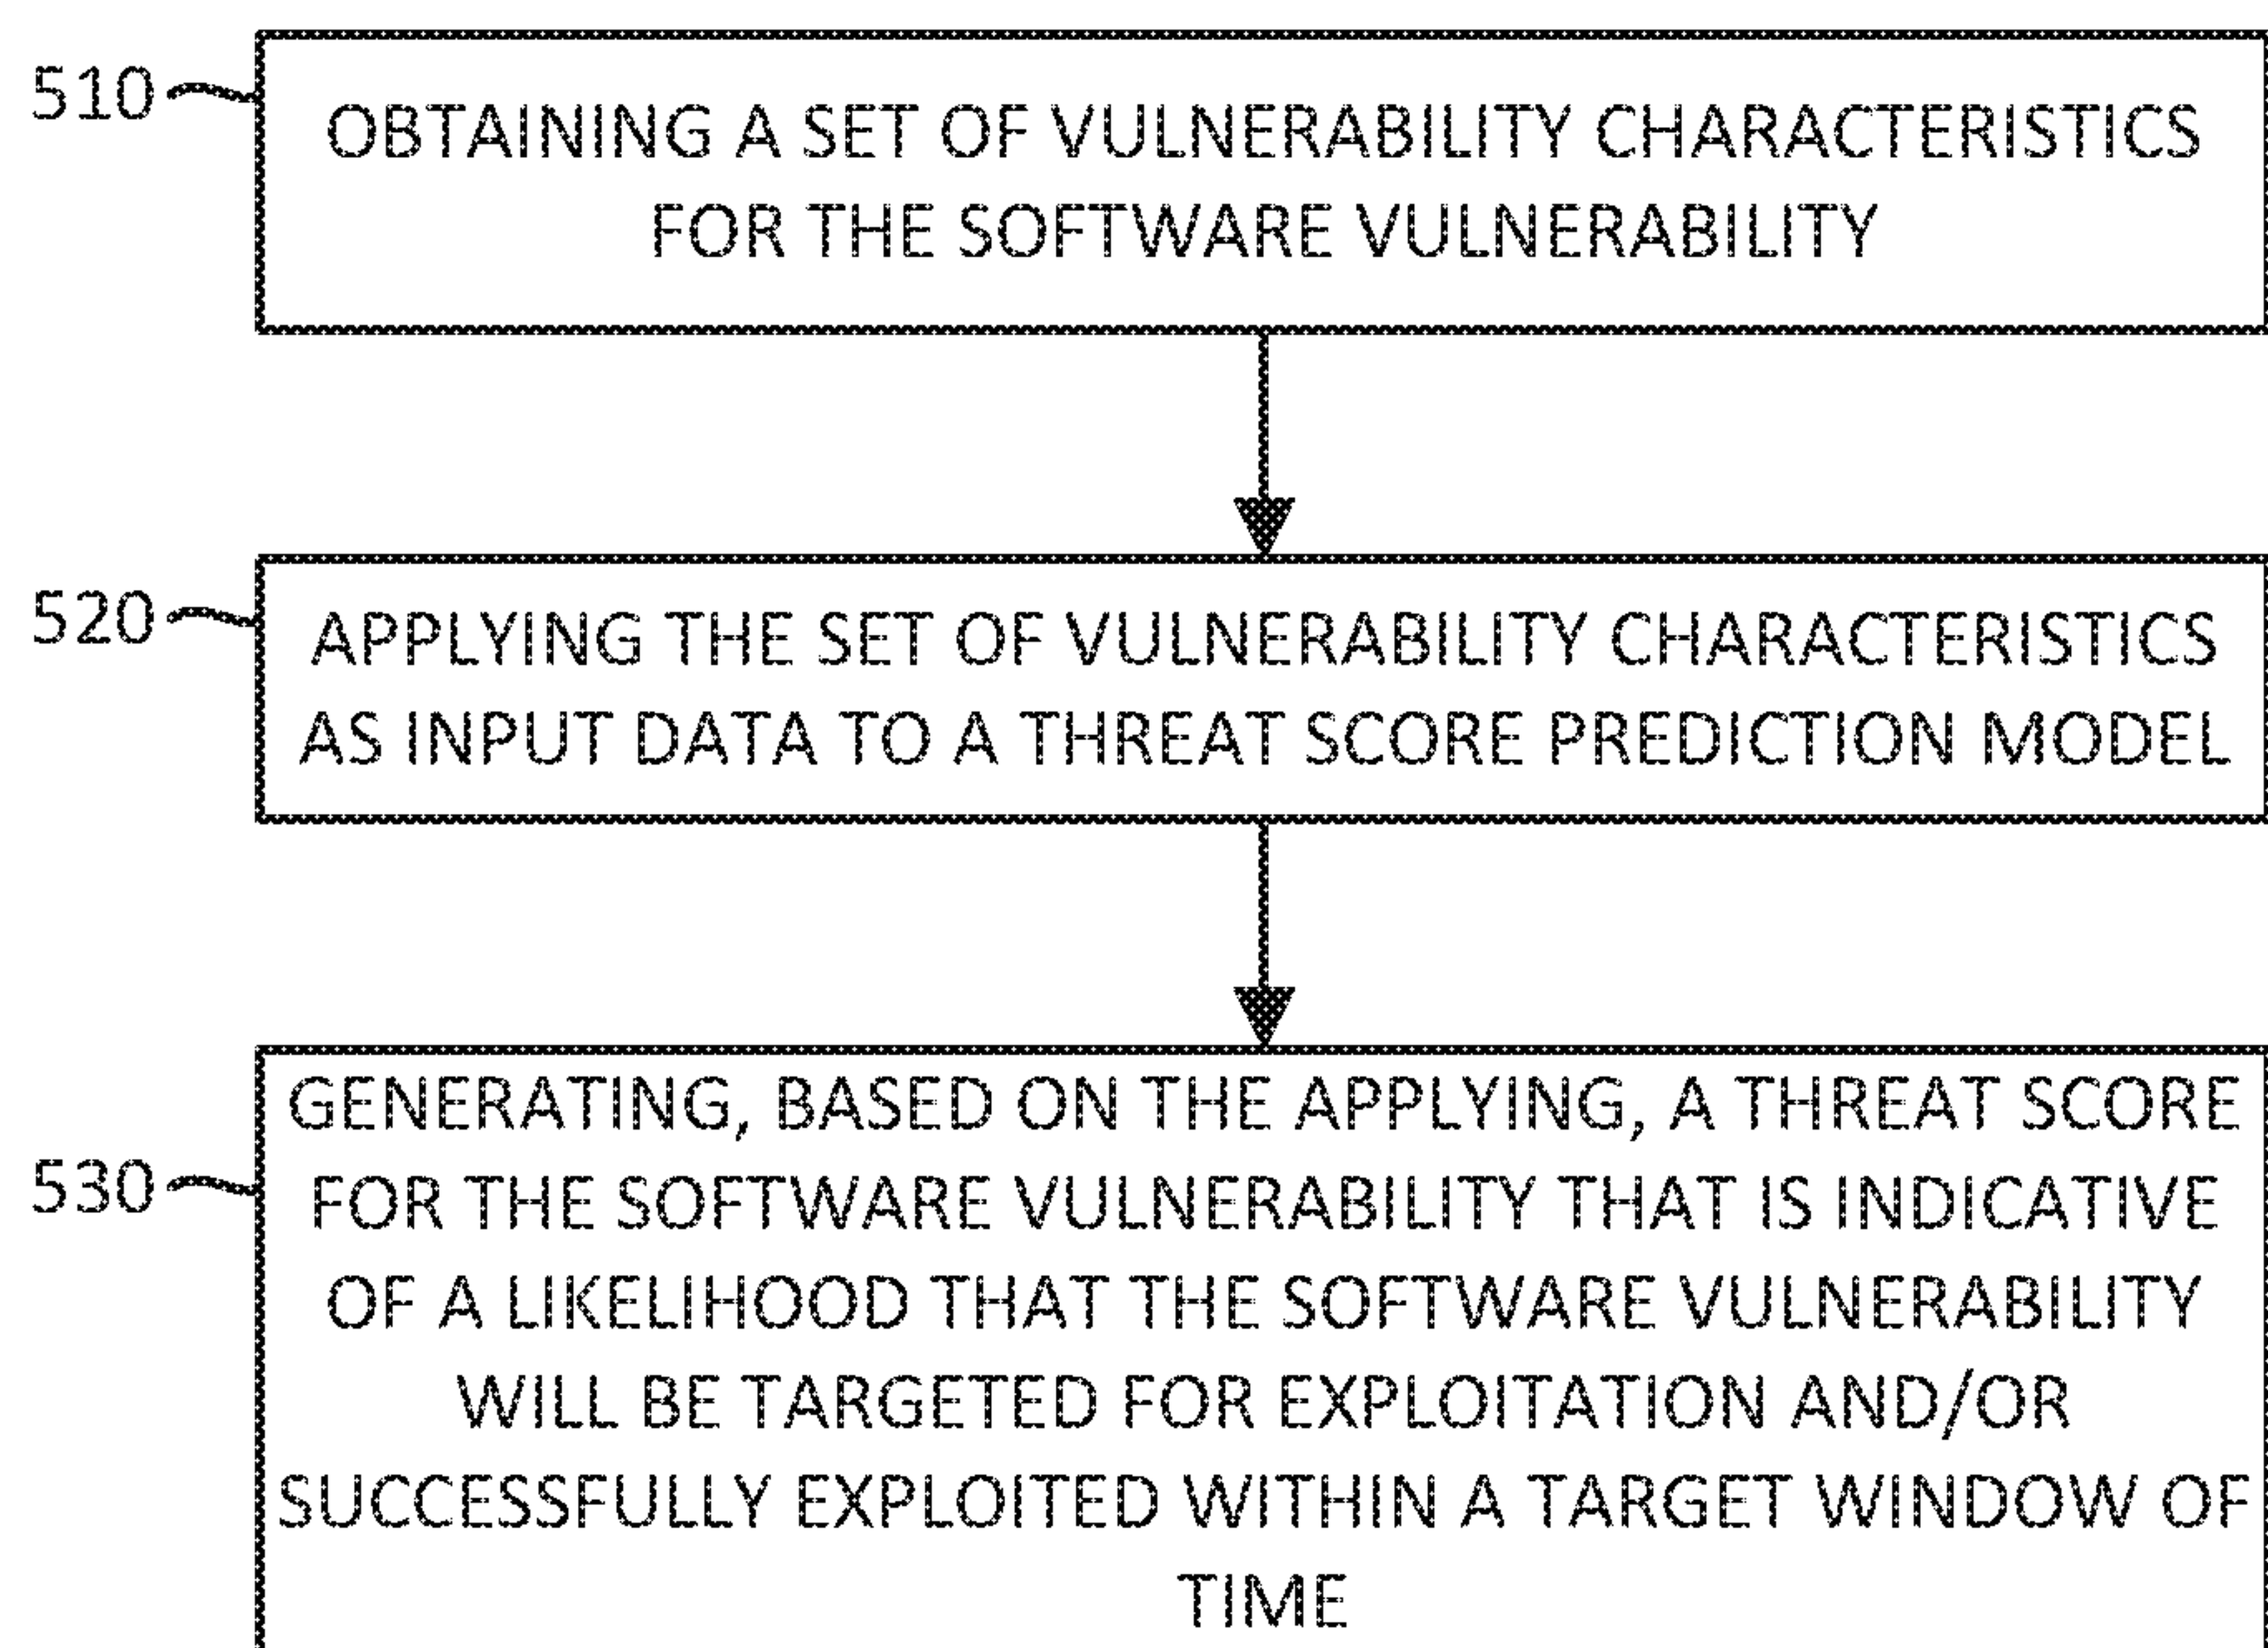 510
OBTAINING A SET OF VULNERABILITY CHARACTERISTICS
FOR THE SOFTWARE VULNERABILITY
520
APPLYING THE SET OF VULNERABILITY CHARACTERISTICS
AS INPUT DATA TO A THREAT SCORE PREDICTION MODEL
530
GENERATING, BASED ON THE APPLYING, A THREAT SCORE
FOR THE SOFTWARE VULNERABILITY THAT IS INDICATIVE
OF A LIKELIHOOD THAT THE SOFTWARE VULNERABILITY
WILL BE TARGETED FOR EXPLOITATION AND/OR
SUCCESSFULLY EXPLOITED WITHIN A TARGET WINDOW OF
TIME